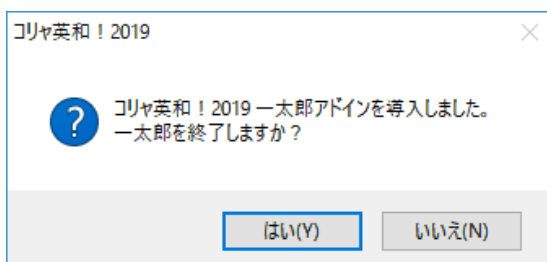 コリャ英和！2019
コリャ英和！2019 一太郎アドインを導入しました。
一太郎を終了しますか？
はい(Y)
いいえ(N)